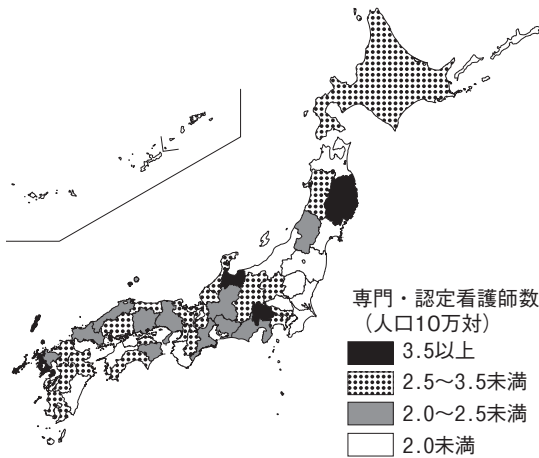 専門・認定看護師数
(人口10万対)
3.5以上
2.5〜3.5未満
2.0〜2.5未満
2.0未満